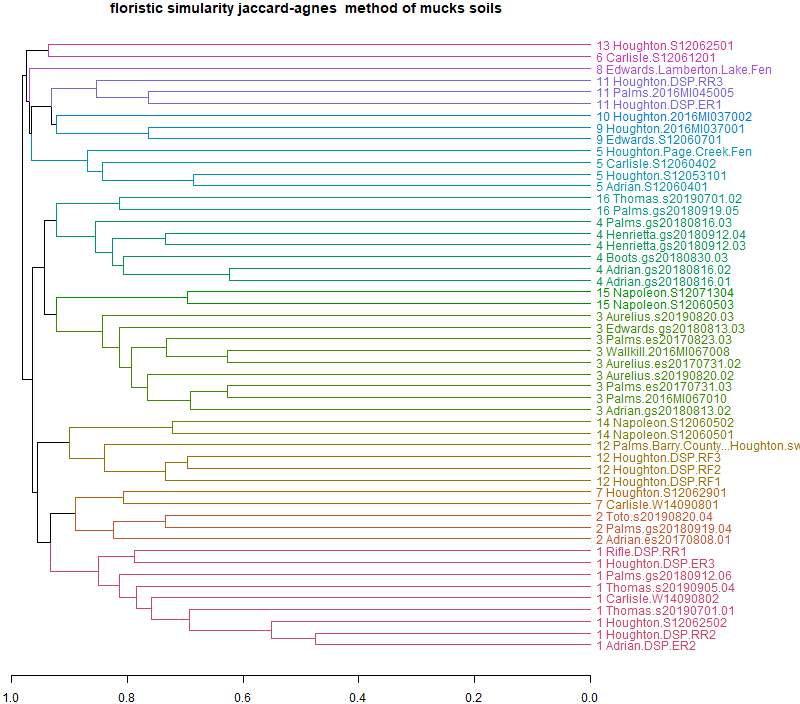 floristic simularity jaccard-agnes method of mucks soils
13 Houghton.S12062501
6 Carlisle.S12061201
8 Edwards.Lamberton.Lake.Fen
11 Houghton.DSP.RR3
11 Palms.2016MI045005
11 Houghton.DSP.ER1
10 Houghton.2016MI037002
9 Houghton.2016MI037001
9 Edwards.S12060701
5 Houghton.Page.Creek.Fen
5 Carlisle.S12060402
5 Houghton.S12053101
5 Adrian.S12060401
16 Thomas.s20190701.02
16 Palms.gs20180919.05
4 Palms.gs20180816.03
4 Henrietta.gs20180912.04
4 Henrietta.gs20180912.03
4 Boots.gs20180830.03
4 Adrian.gs20180816.02
4 Adrian.gs20180816.01
15 Napoleon.S12071304
15 Napoleon.S12060503
3 Aurelius.s20190820.03
3 Edwards.gs20180813.03
3 Palms.es20170823.03
3 Wallkill.2016MI067008
3 Aurelius.es20170731.02
3 Aurelius.s20190820.02
3 Palms.es20170731.03
3 Palms.2016MI067010
3 Adrian.gs20180813.02
14 Napoleon.S12060502
14 Napoleon.S12060501
12 Palms.Barry.County...Houghton.sw
12 Houghton.DSP.RF3
12 Houghton.DSP.RF2
12 Houghton.DSP.RF1
7 Houghton.S12062901
7 Carlisle.W14090801
2 Toto.s20190820.04
2 Palms.gs20180919.04
2 Adrian.es20170808.01
1 Rifle.DSP.RR1
1 Houghton.DSP.ER3
1 Palms.gs20180912.06
1 Thomas.s20190905.04
1 Carlisle.W14090802
1 Thomas.s20190701.01
1 Houghton.S12062502
1 Houghton.DSP.RR2
1 Adrian.DSP.ER2
1.0 0.8 0.6 0.4 0.2 0.0